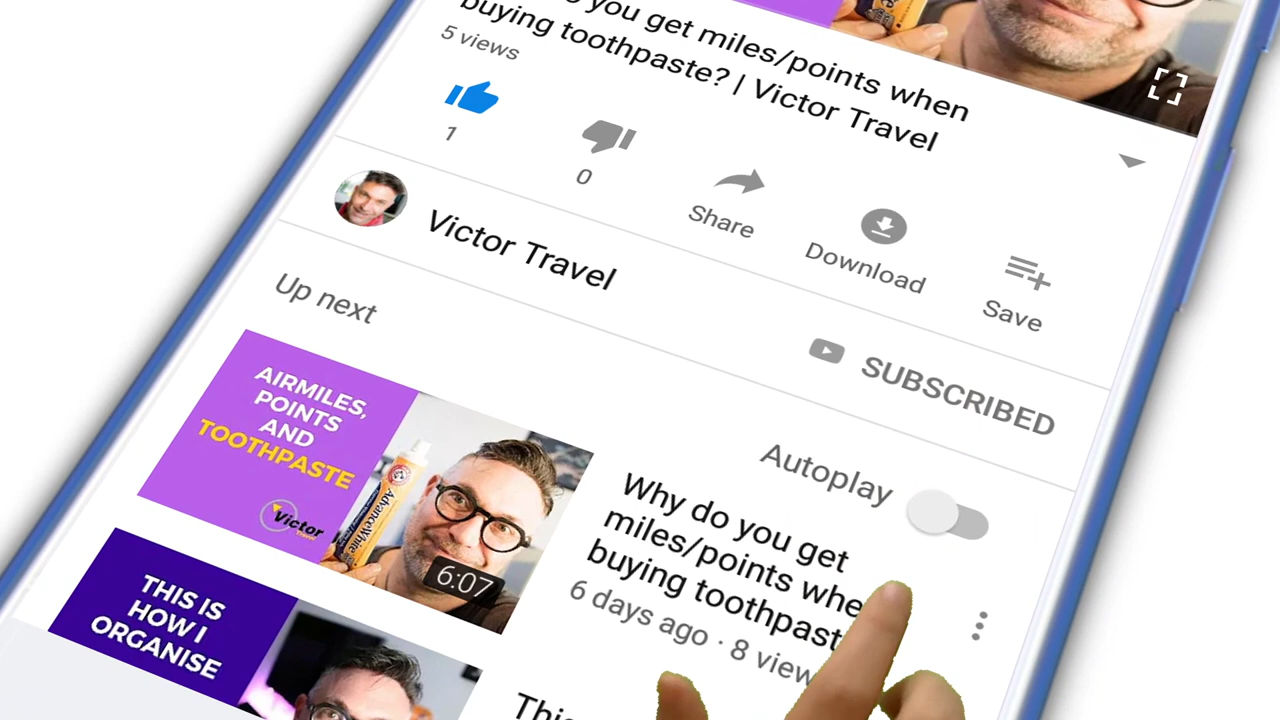 you get miles/points when
buying toothpaste? | Victor Travel
5 views
1
0
Share
Download
Save
Victor Travel
SUBSCRIBED
Up next
Autoplay
AIRMILES,
POINTS
AND
TOOTHPASTE
Victor
AdvanceWhite
6:07
Why do you get
miles/points whe
buying toothpast
6 days ago · 8 view
THIS IS
HOW I
ORGANISE
This